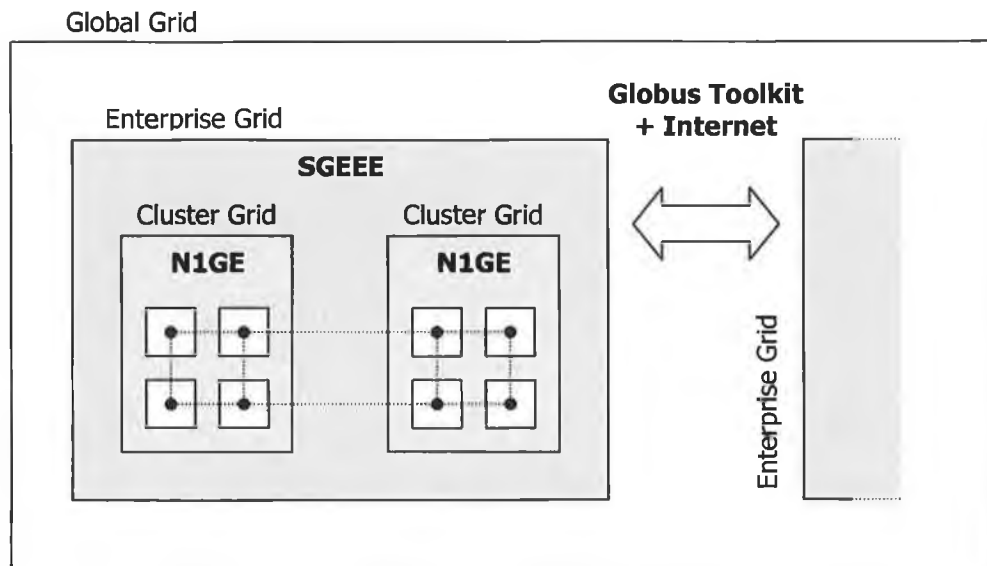 Global Grid
Globus Toolkit
+ Internet
Enterprise Grid
SGEEE
Cluster Grid
Cluster Grid
N1GE
N1GE
Enterprise Grid